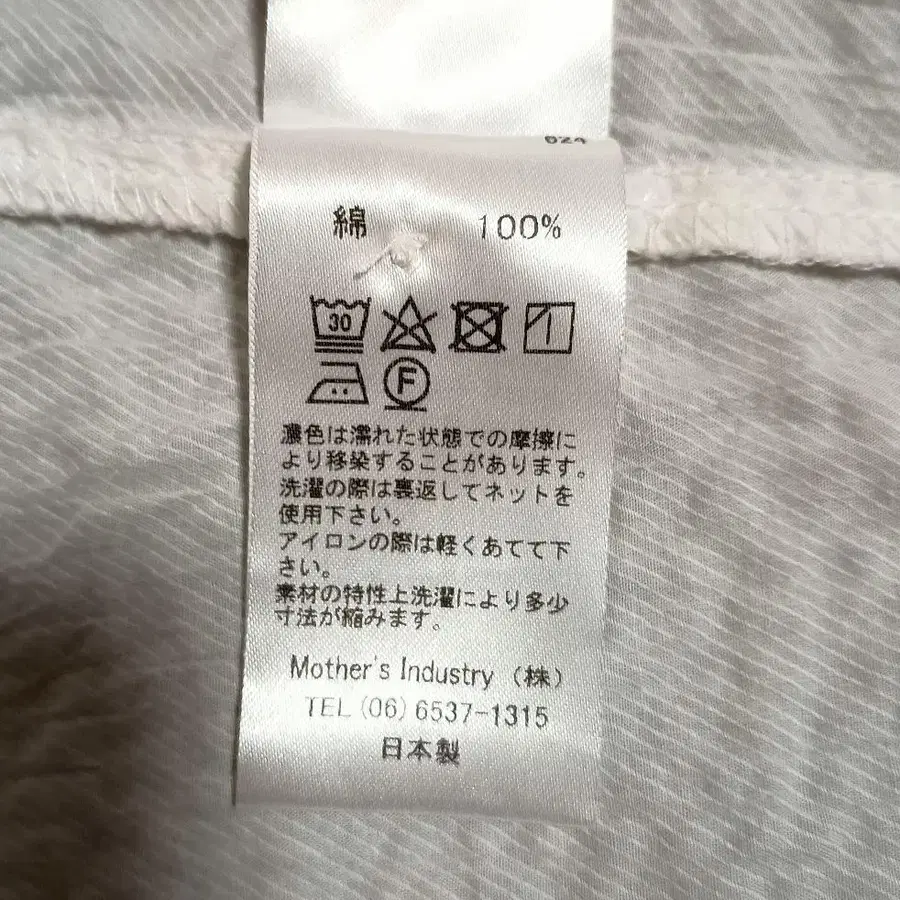 綿 100%
30
F
濃色は濡れた状態での摩擦に
より移染することがあります。
洗濯の際は裏返してネットを
使用下さい。
アイロンの際は軽くあてて下
さい。
素材の特性上洗濯により多少
寸法が縮みます。
Mother's Industry (株)
TEL(06)6537-1315
日本製